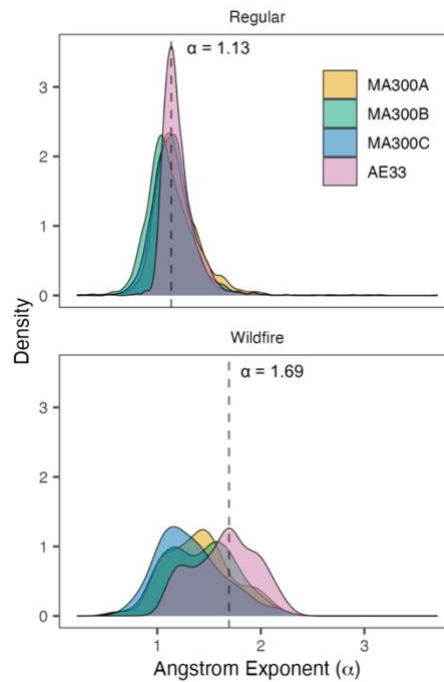 Regular
α = 1.13
MA300A
MA300B
MA300C
AE33
3
2
1
0
Density
Wildfire
α = 1.69
3
2
1
0
1 2 3
Angstrom Exponent (α)